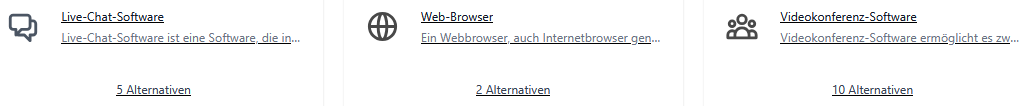 Live-Chat-Software
Live-Chat-Software ist eine Software, die in...
5 Alternativen
Web-Browser
Ein Webbrowser, auch Internetbrowser gen...
2 Alternativen
Videokonferenz-Software
Videokonferenz-Software ermöglicht es zw...
10 Alternativen